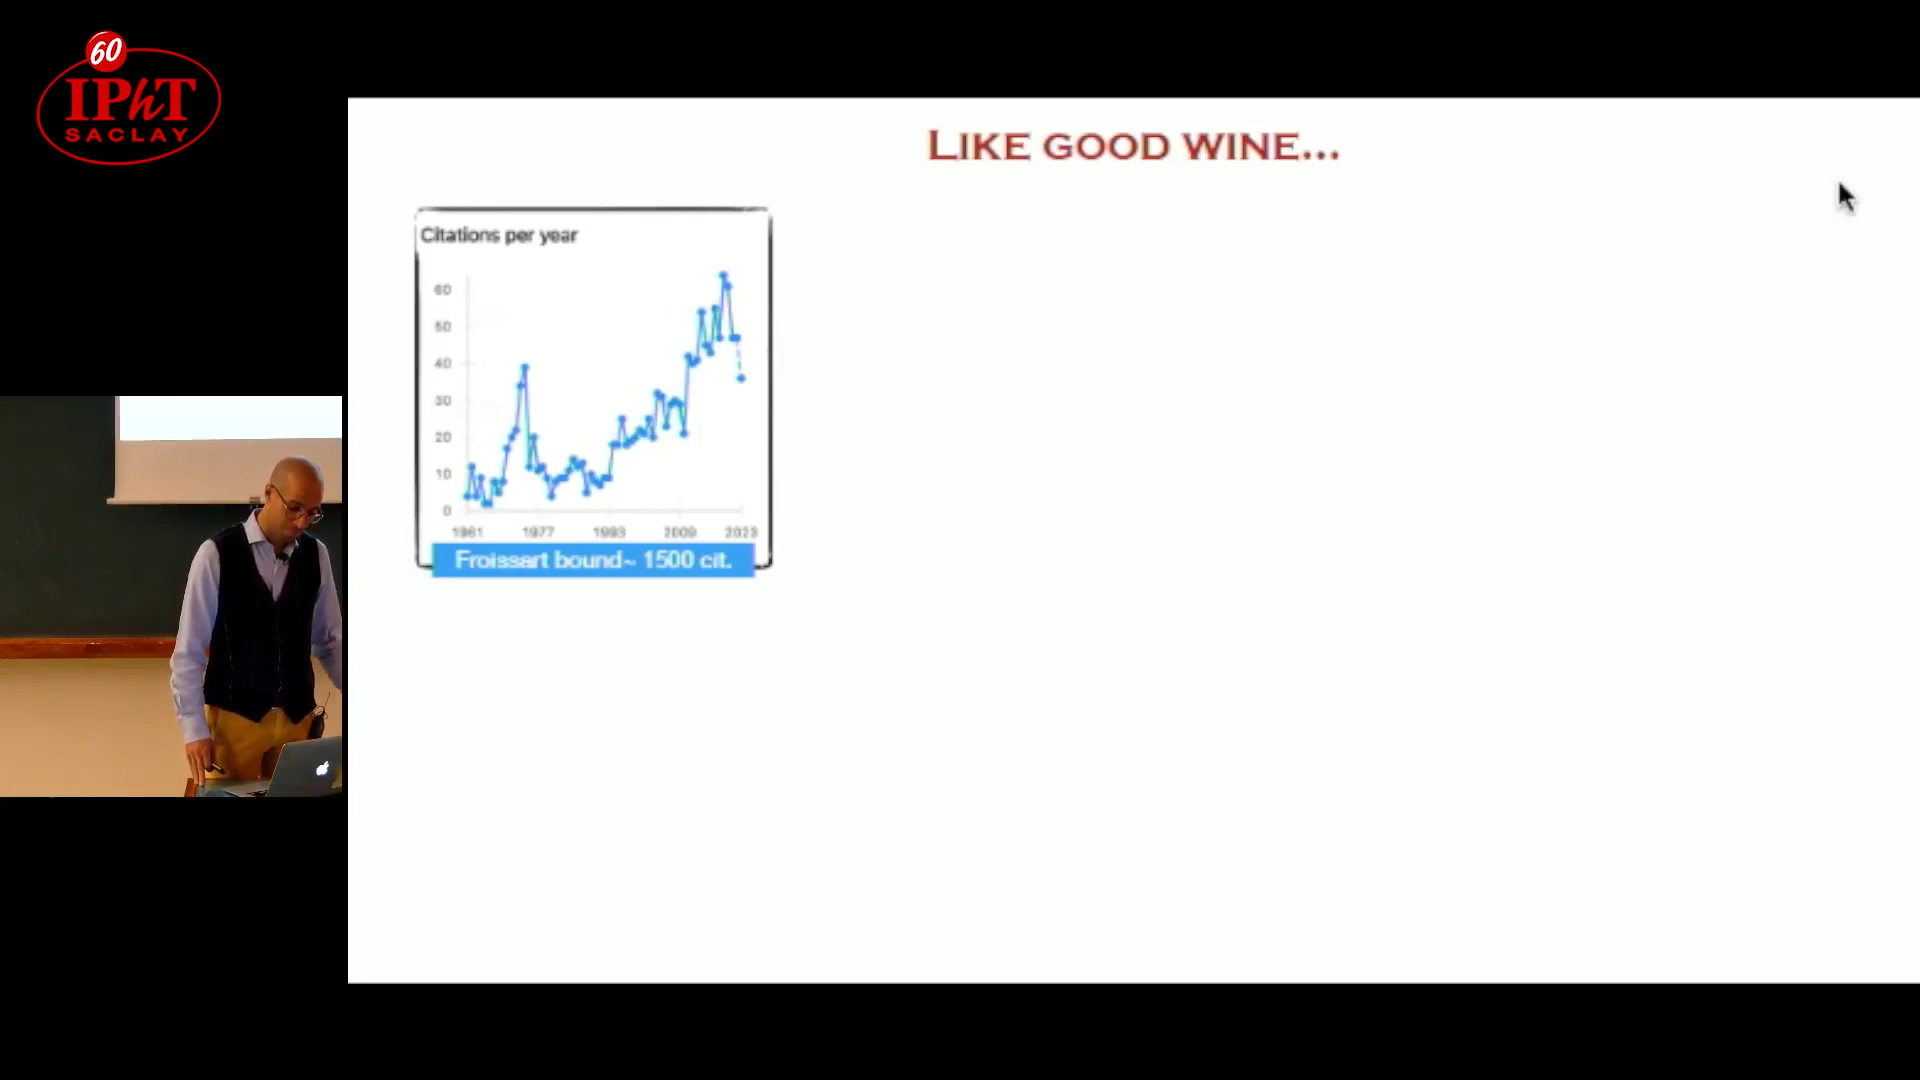 60
IPhT
SACLAY
LIKE GOOD WINE...
Citations per year
60
50
40
30
20
10
0
1961 1977 1993 2009 2023
Froissart bound~ 1500 cit.